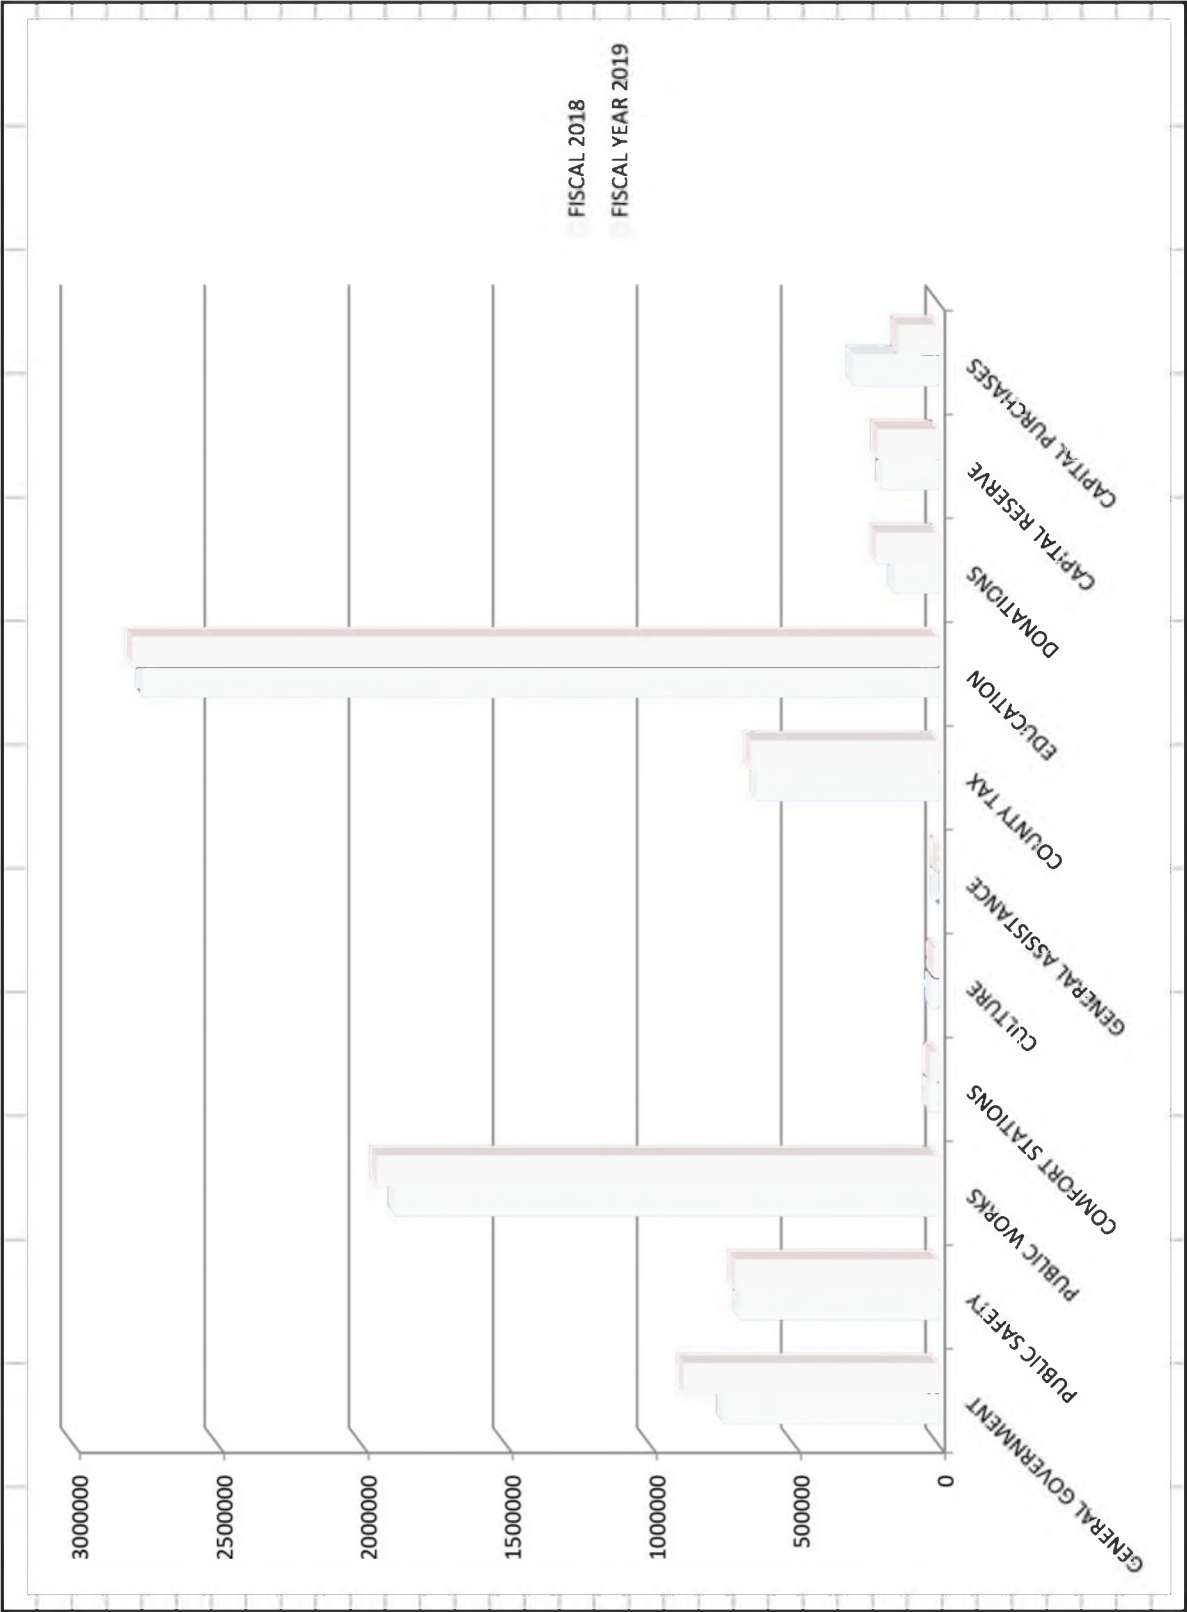 3000000
2500000
2000000
1500000
1000000
500000
0
GENERAL GOVERNMENT
PUBLIC SAFETY
PUBLIC WORKS
COMFORT STATIONS
CULTURE
GENERAL ASSISTANCE
COUNTY TAX
EDUCATION
DONATIONS
CAPITAL RESERVE
CAPITAL PURCHASES
FISCAL 2018
FISCAL YEAR 2019